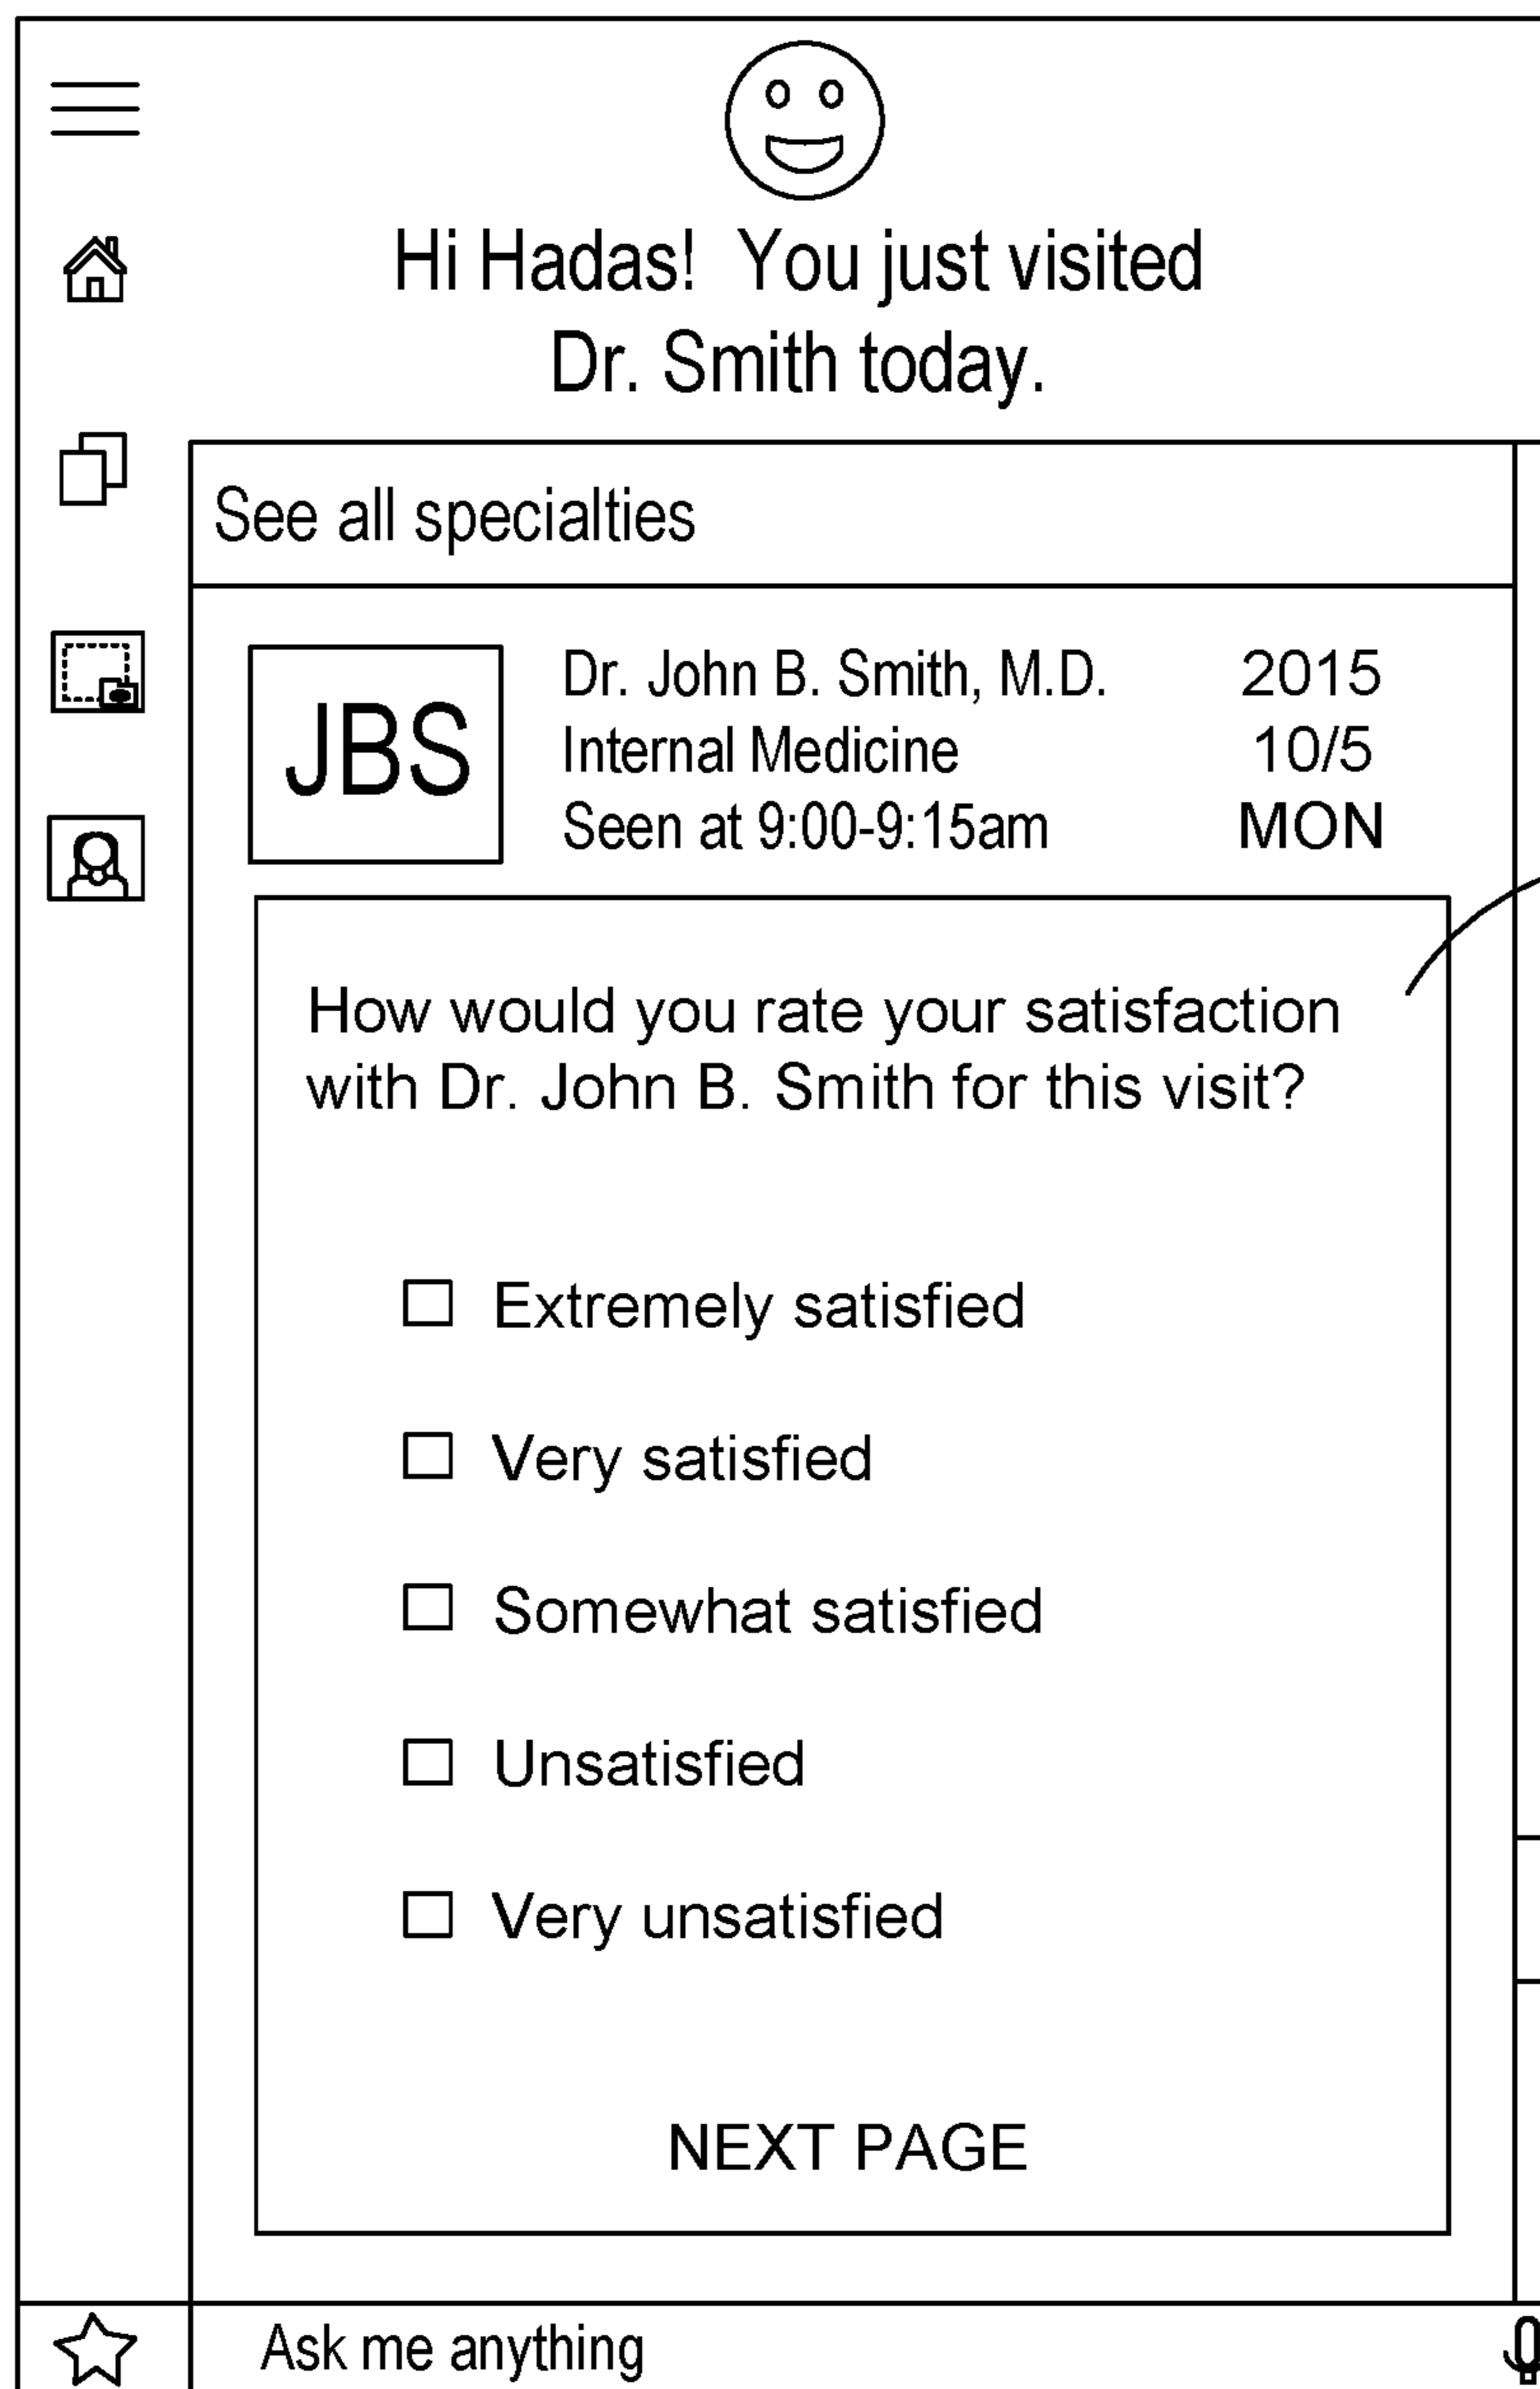 Hi Hadas! You just visited
Dr. Smith today.
See all specialties
JBS
Dr. John B. Smith, M.D.
Internal Medicine
Seen at 9:00-9:15am
2015
10/5
MON
How would you rate your satisfaction
with Dr. John B. Smith for this visit?
Extremely satisfied
Very satisfied
Somewhat satisfied
Unsatisfied
Very unsatisfied
NEXT PAGE
Ask me anything